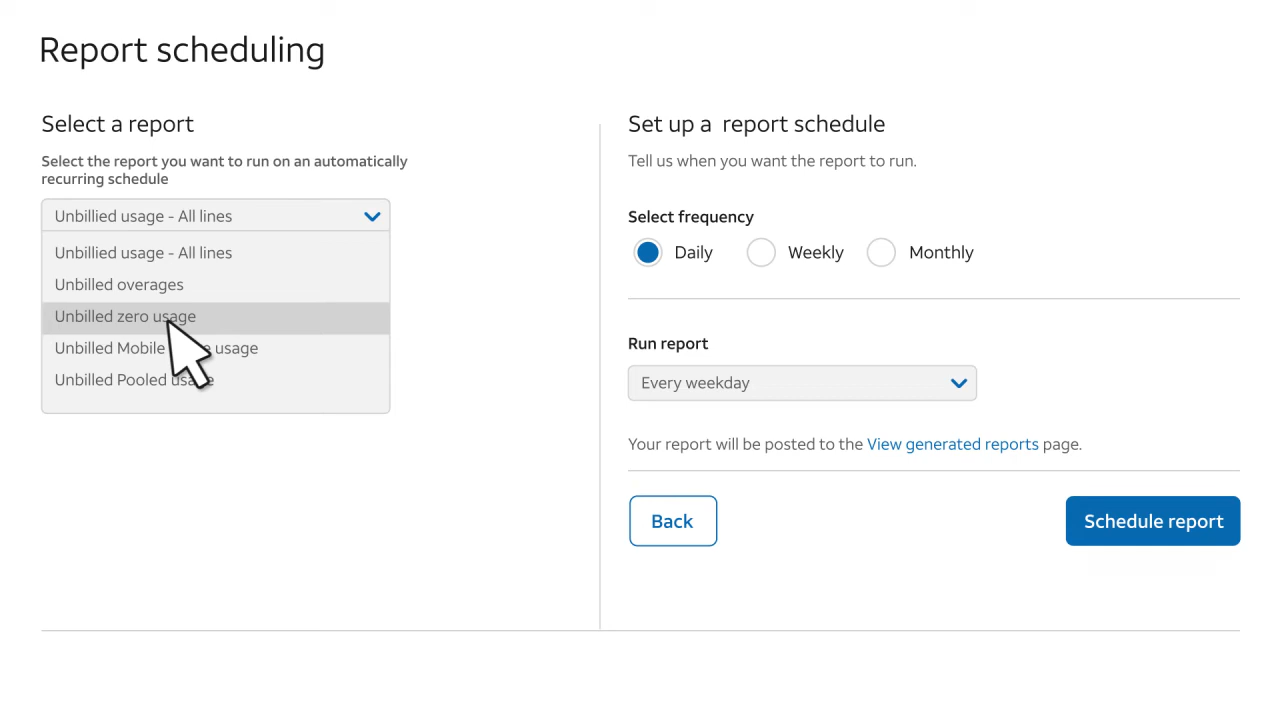 Report scheduling
Select a report
Select the report you want to run on an automatically
recurring schedule
Unbillied usage - All lines
Unbillied usage - All lines
Unbilled overages
Unbilled zero usage
Unbilled Mobile usage
Unbilled Pooled usage
Set up a report schedule
Tell us when you want the report to run.
Select frequency
Daily Weekly Monthly
Run report
Every weekday
Your report will be posted to the View generated reports page.
Back
Schedule report